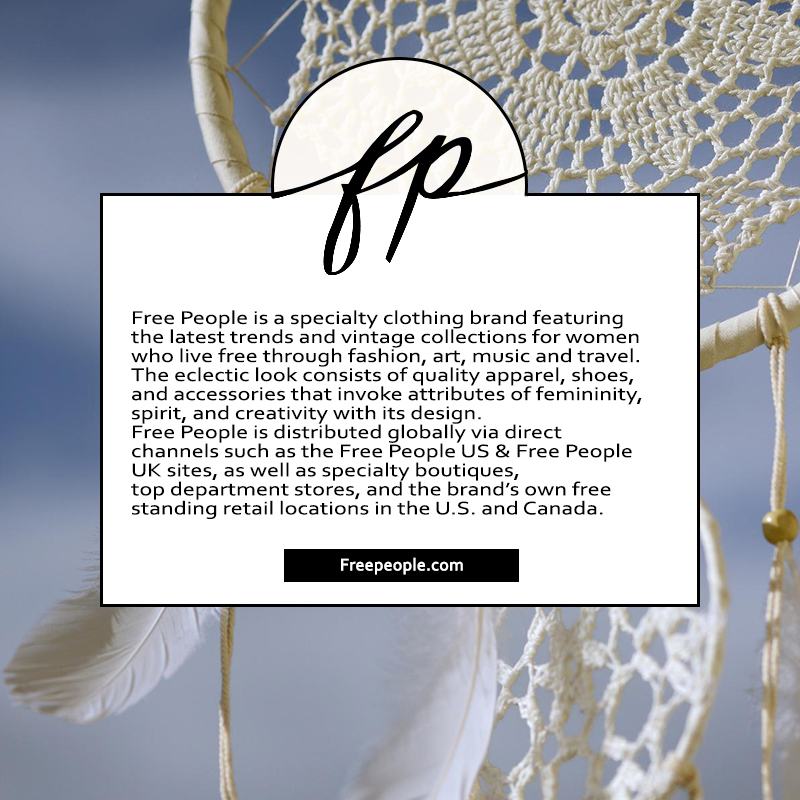 fp
Free People is a specialty clothing brand featuring
the latest trends and vintage collections for women
who live free through fashion, art, music and travel.
The eclectic look consists of quality apparel, shoes,
and accessories that invoke attributes of femininity,
spirit, and creativity with its design.
Free People is distributed globally via direct
channels such as the Free People US & Free People
UK sites, as well as specialty boutiques,
top department stores, and the brand’s own free
standing retail locations in the U.S. and Canada.
Freepeople.com